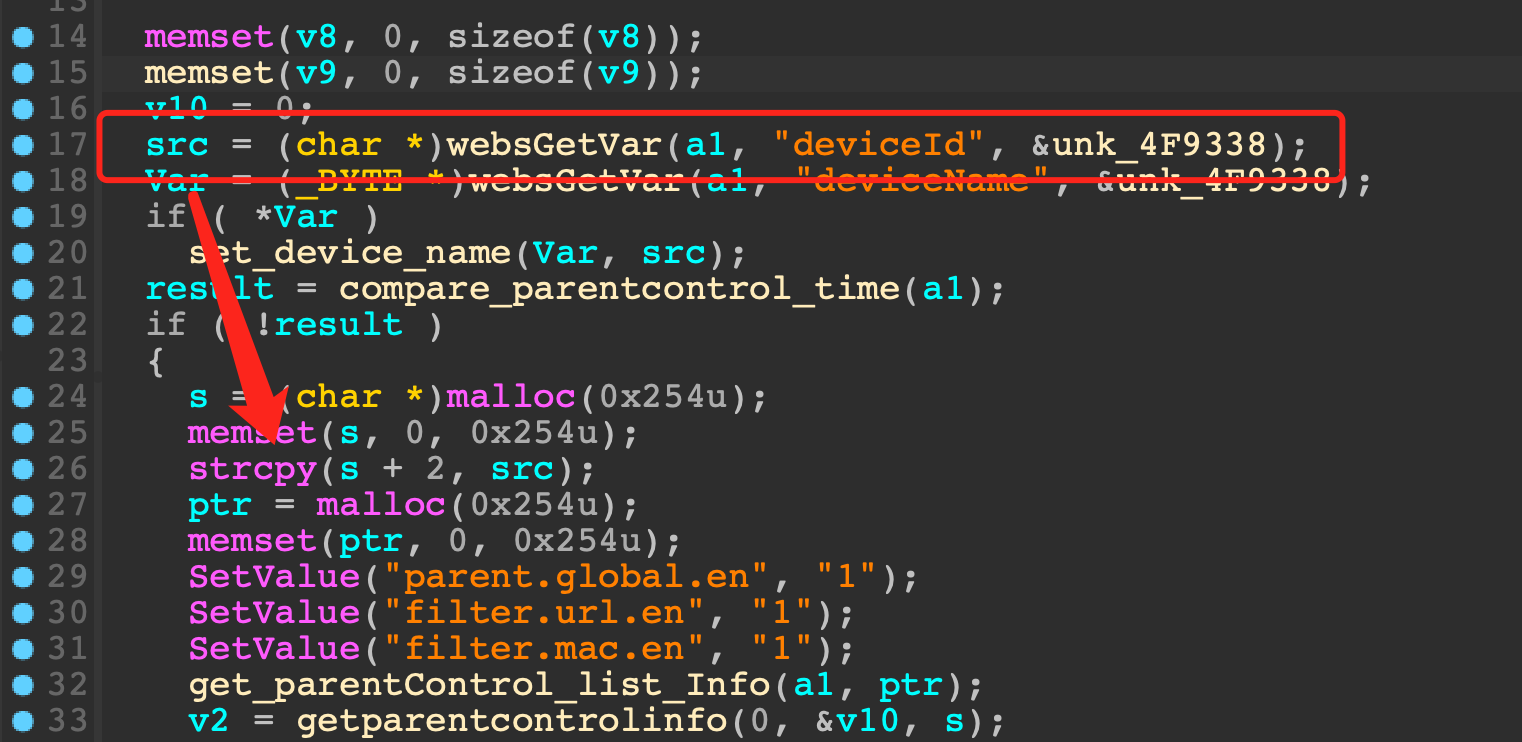 13
14 memset(v8, 0, sizeof(v8));
15 memset(v9, 0, sizeof(v9));
16 v10 = 0;
17 src = (char *)websGetVar(a1, "deviceId", &unk_4F9338);
18 Var = (_BYTE *)websGetVar(a1, "deviceName", &unk_4F9338);
19 if ( *Var )
20 set_device_name(Var, src);
21 result = compare_parentcontrol_time(a1);
22 if ( !result )
23 {
24 s = (char *)malloc(0x254u);
25 memset(s, 0, 0x254u);
26 strcpy(s + 2, src);
27 ptr = malloc(0x254u);
28 memset(ptr, 0, 0x254u);
29 SetValue("parent.global.en", "1");
30 SetValue("filter.url.en", "1");
31 SetValue("filter.mac.en", "1");
32 get_parentControl_list_Info(a1, ptr);
33 v2 = getparentcontrolinfo(0, &v10, s);